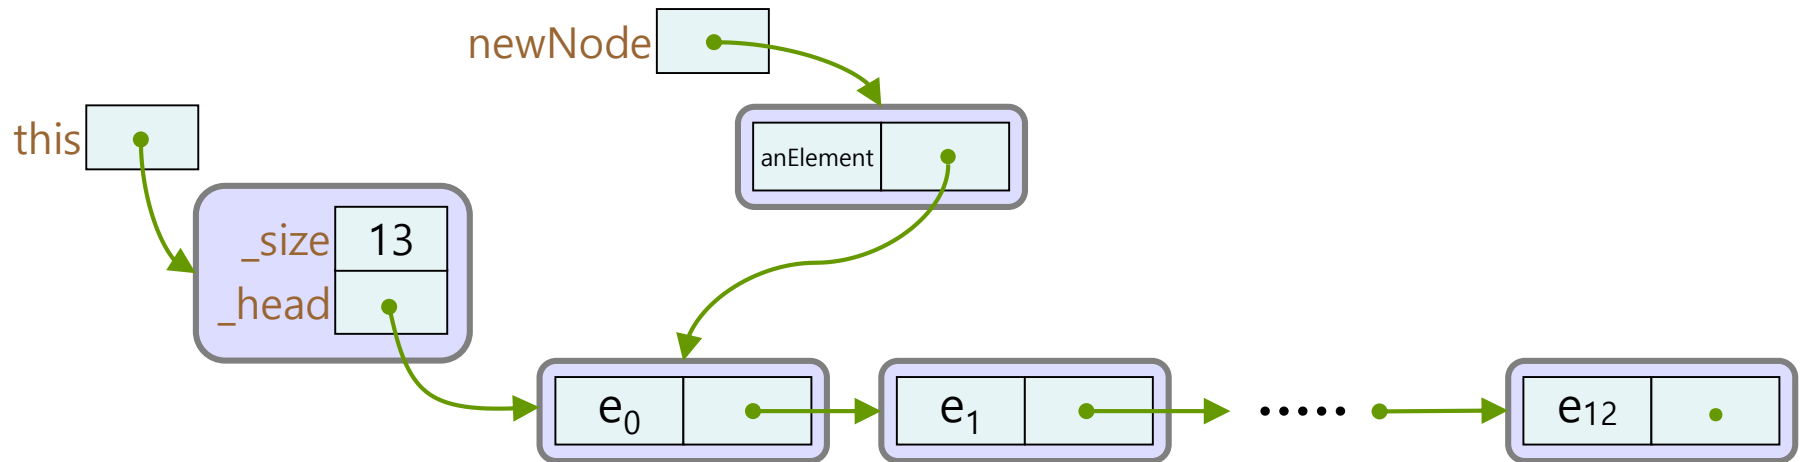 newNode
this
anElement
_size 13
_head
e0 e1 ..... e12